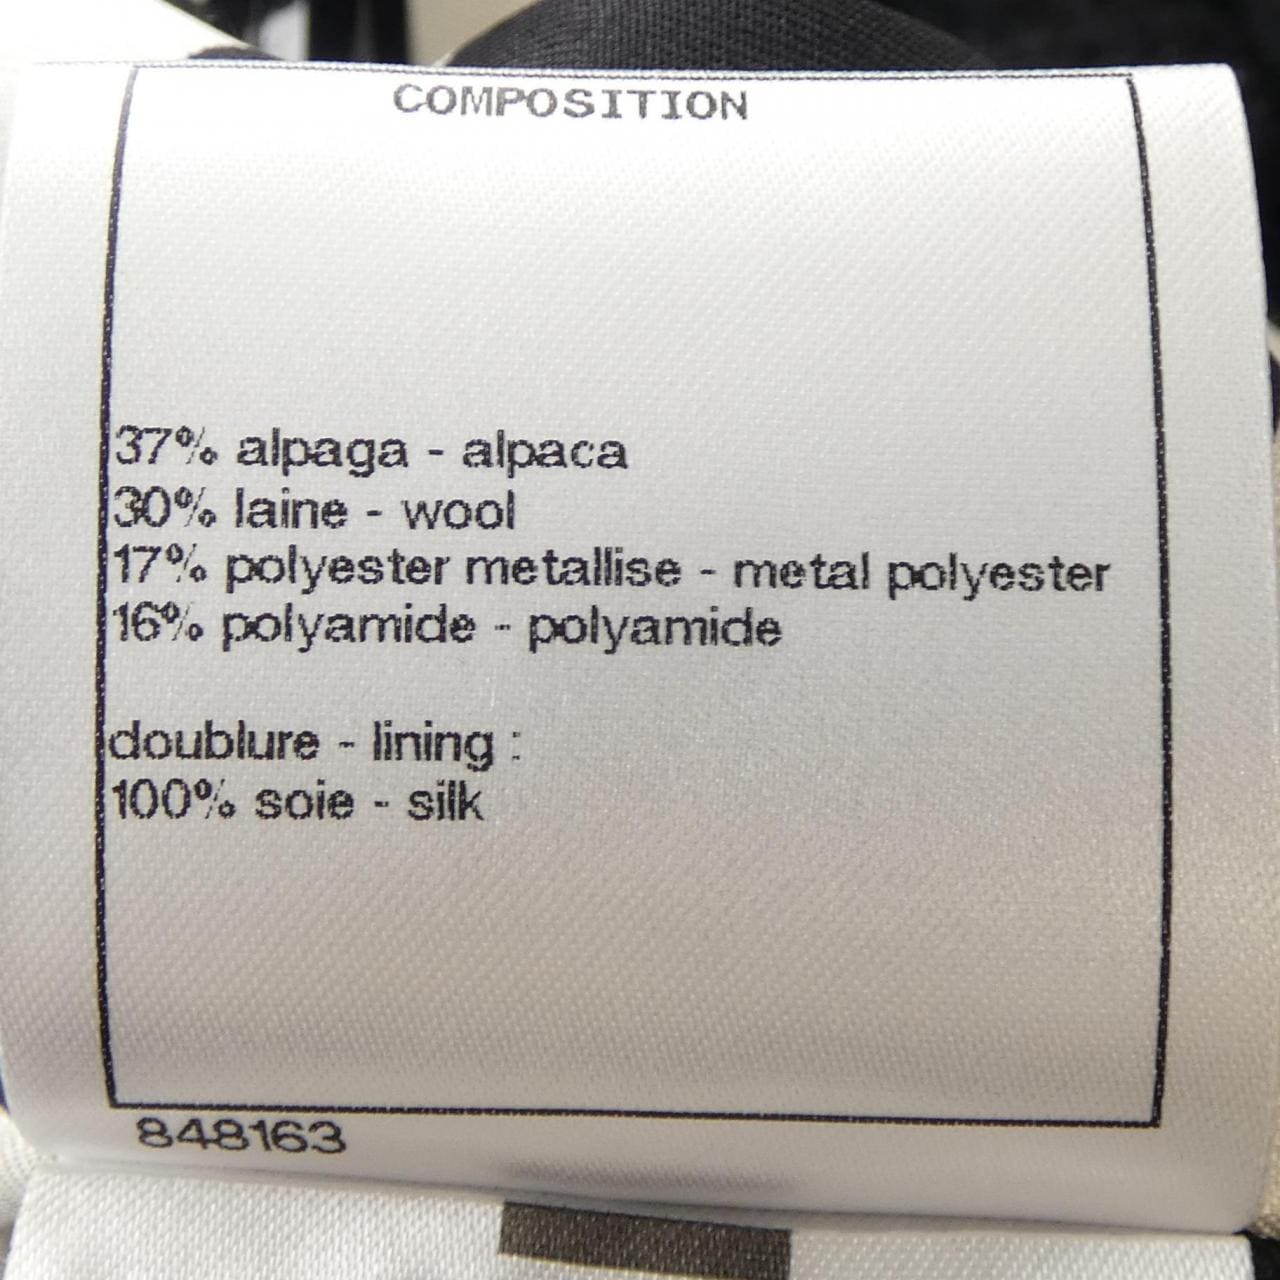 COMPOSITION
37% alpaga - alpaca
30% laine - wool
17% polyester metallise - metal polyester
16% polyamide - polyamide
doublure - lining :
100% soie - silk
848163